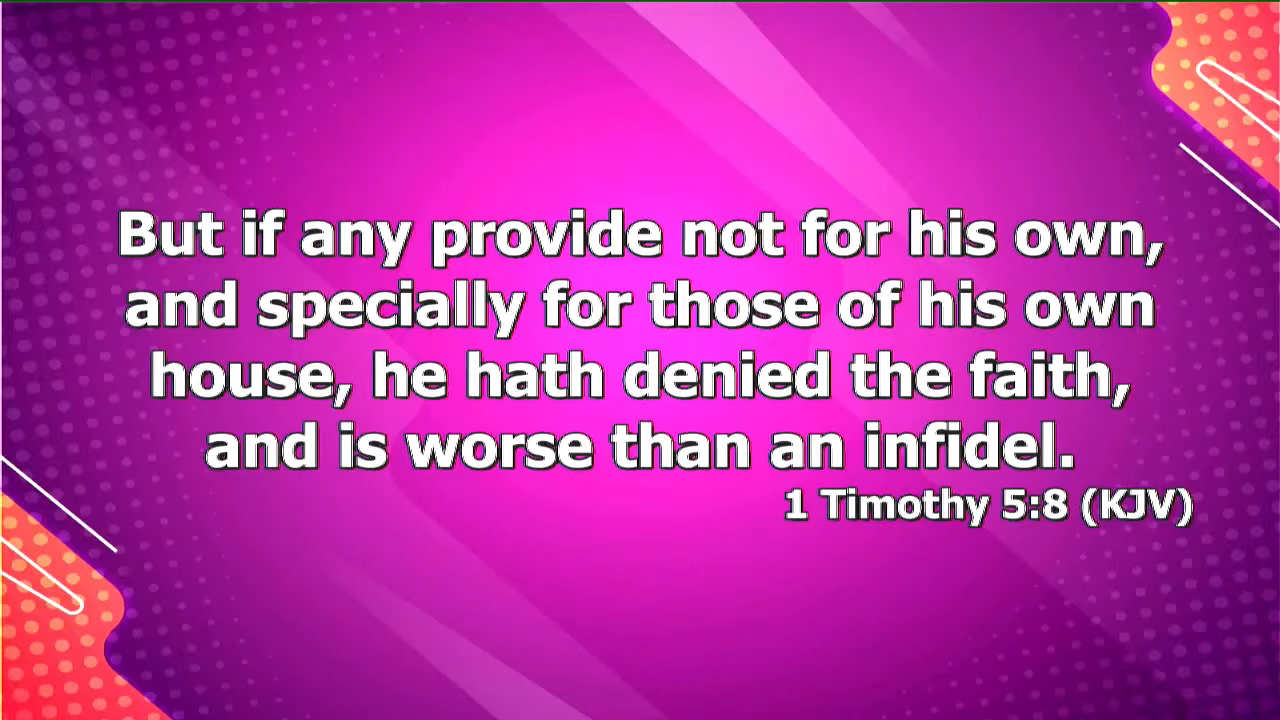 But if any provide not for his own,
and specially for those of his own
house, he hath denied the faith,
and is worse than an infidel.
1 Timothy 5:8 (KJV)